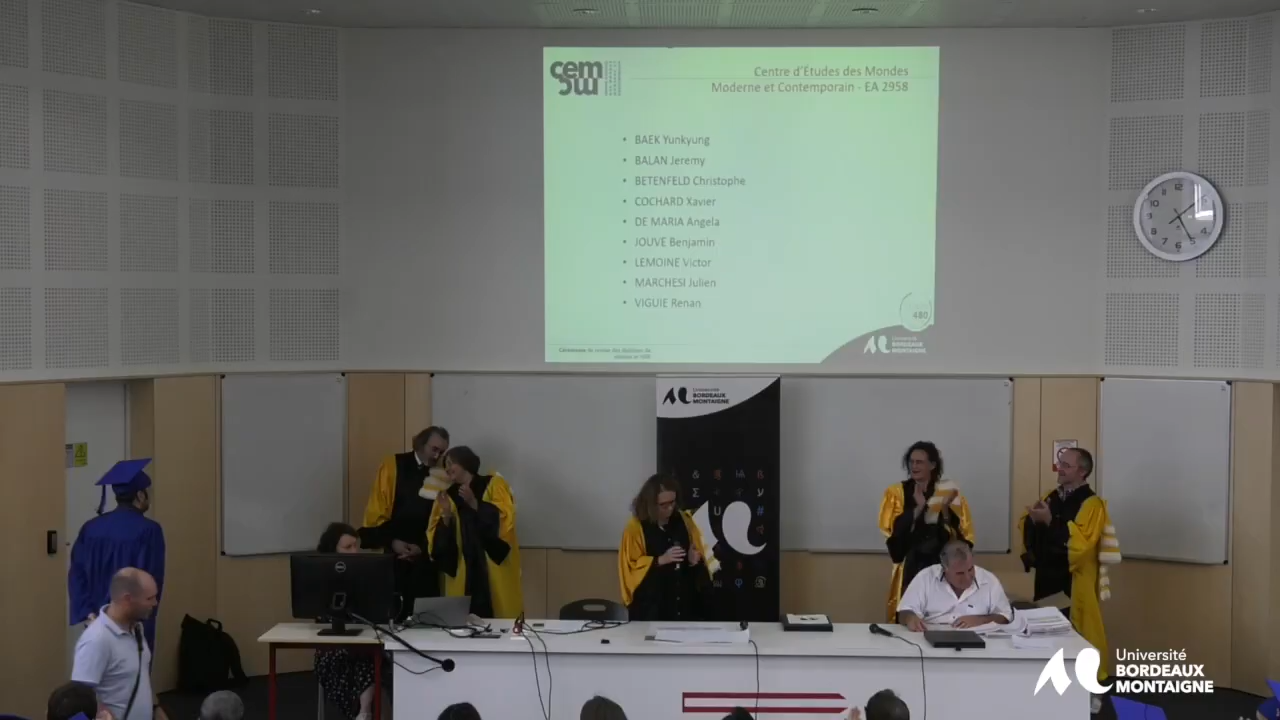 cem
Centre d'Études des Mondes
Moderne et Contemporain - EA 2958
• BAEK Yunkyung
• BALAN Jeremy
• BETENFELD Christophe
• COCHARD Xavier
• DE MARIA Angela
• JOUVE Benjamin
• LEMOINE Victor
• MARCHESI Julien
• VIGUIE Renan
480
Université
BORDEAUX
MONTAIGNE
Université
BORDEAUX
MONTAIGNE
DELL
Université
BORDEAUX
MONTAIGNE